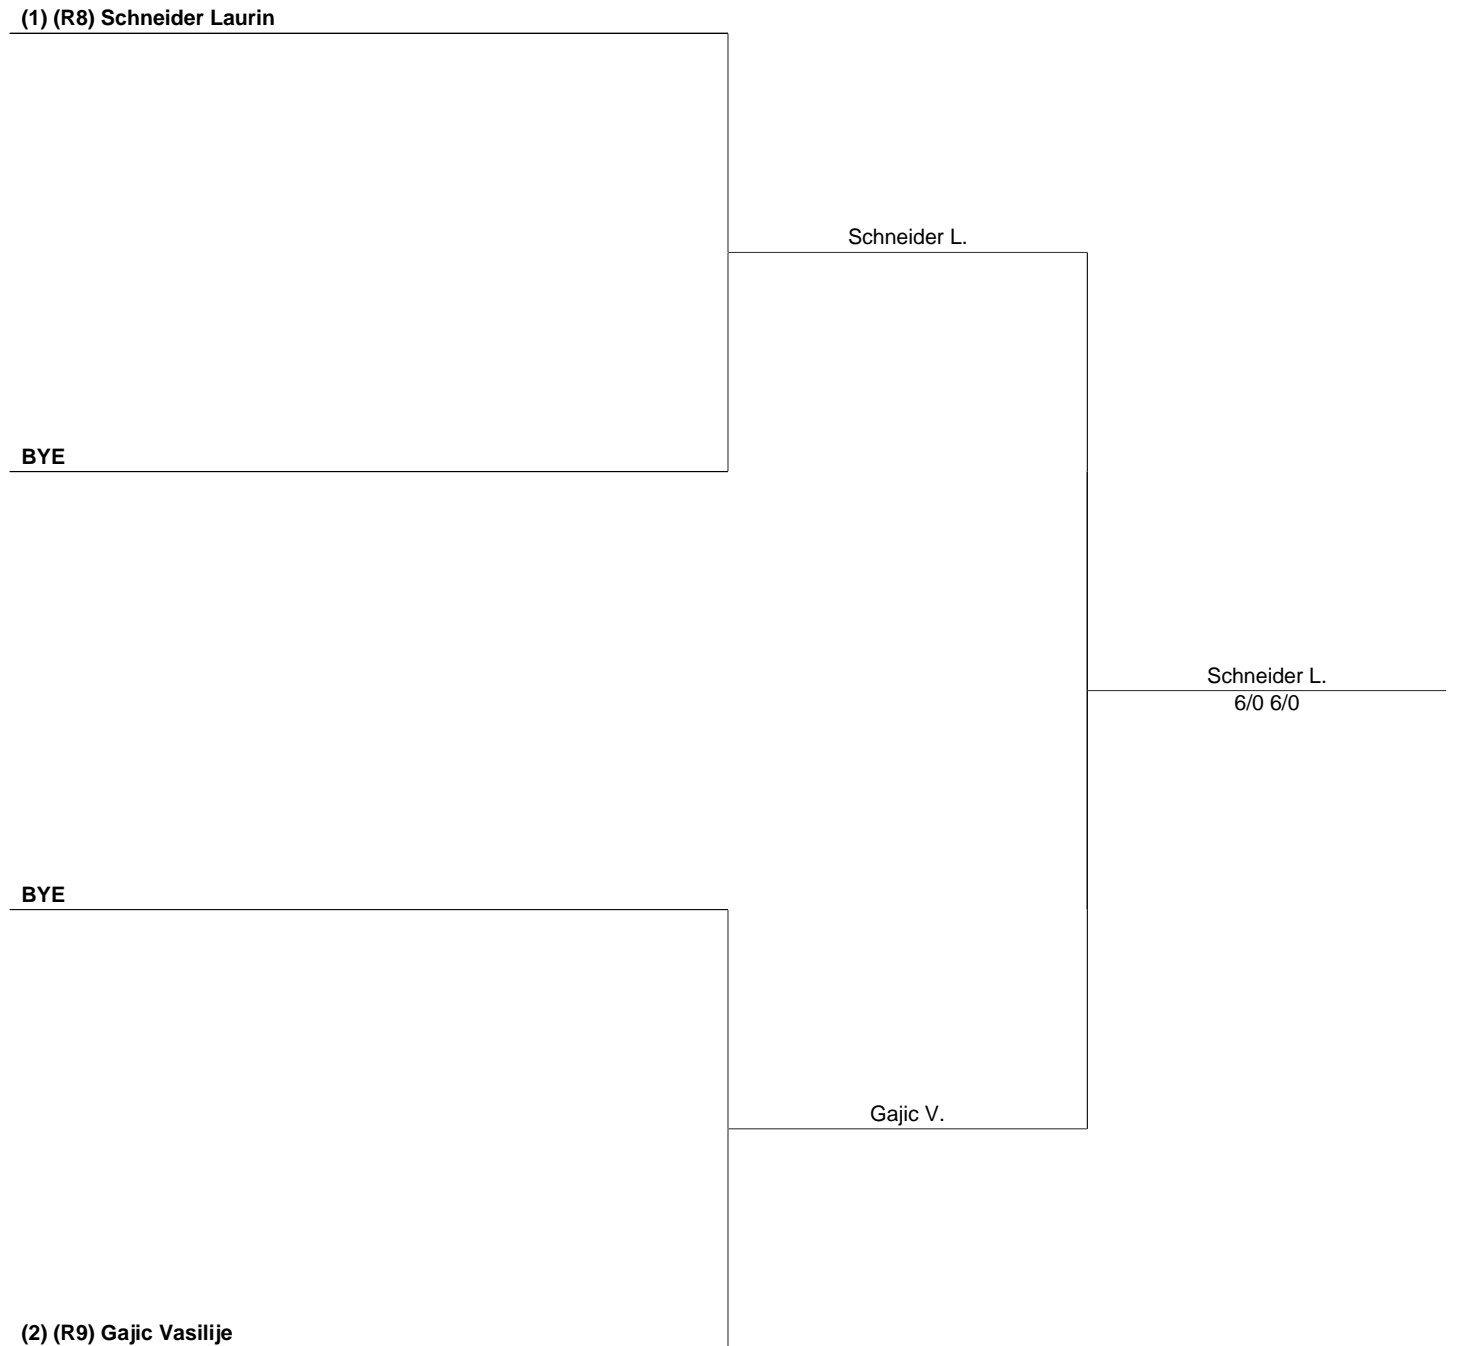 (1) (R8) Schneider Laurin
Schneider L.
BYE
Schneider L.
6/0 6/0
BYE
Gajic V.
(2) (R9) Gajic Vasilije